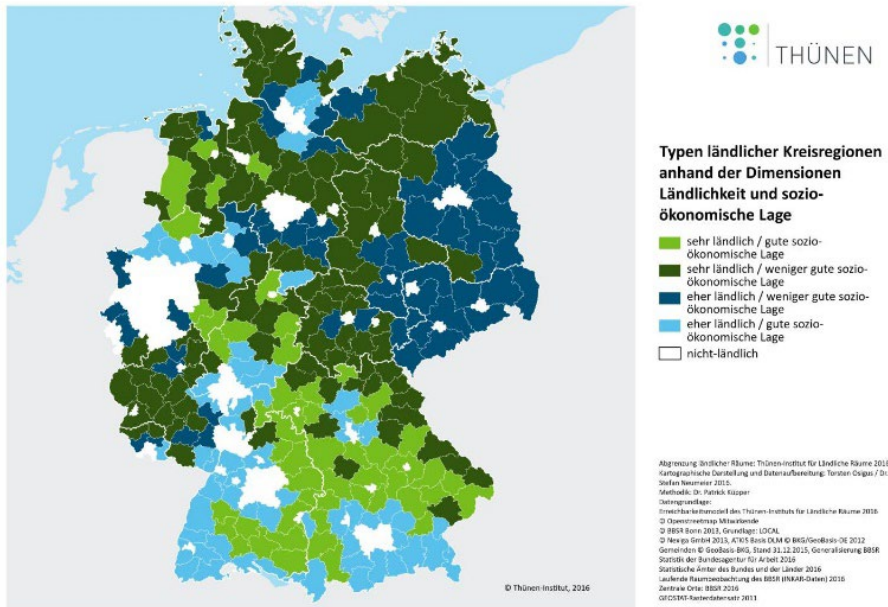 THÜNEN
Typen ländlicher Kreisregionen
anhand der Dimensionen
Ländlichkeit und sozio-
ökonomische Lage
sehr ländlich / gute sozio-
ökonomische Lage
sehr ländlich / weniger gute sozio-
ökonomische Lage
eher ländlich / weniger gute sozio-
ökonomische Lage
eher ländlich / gute sozio-
ökonomische Lage
nicht-ländlich
Abgrenzung ländlicher Räume: Thünen-Institut für Ländliche Räume 2016
Kartographische Darstellung und Datenaufbereitung: Torsten Osigus / Dr.
Stefan Neumeier 2016.
Methodik: Dr. Patrick Küpper
Datengrundlage:
Erreichbarkeitsmodell des Thünen-Instituts für Ländliche Räume 2016
© Openstreetmap Mitwirkende
© BBSR Bonn 2013, Grundlage: LOCAL
© Nexiga GmbH 2013, ATKIS Basis DLM © BKG/GeoBasis-DE 2012
Gemeinden © GeoBasis-BKG, Stand 31.12.2015, Generalisierung BBSR
Statistik der Bundesagentur für Arbeit 2016
Statistische Ämter des Bundes und der Länder 2016
Laufende Raumbeobachtung des BBSR (INKAR-Daten) 2016
Zentrale Orte: BBSR 2016
GEOSTAT-Rasterdatensatz 2011
© Thünen-Institut, 2016